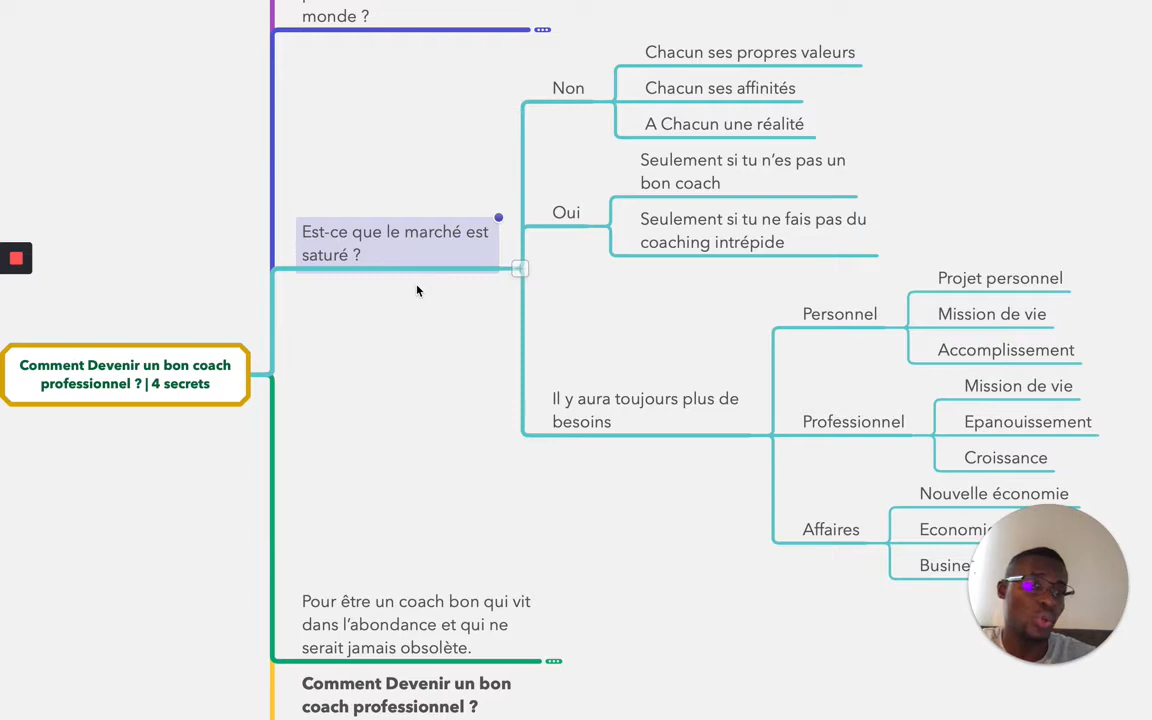 monde ?
Chacun ses propres valeurs
Non
Chacun ses affinités
A Chacun une réalité
Seulement si tu n'es pas un
bon coach
Oui
Seulement si tu ne fais pas du
coaching intrépide
Est-ce que le marché est
saturé ?
Projet personnel
Personnel
Mission de vie
Accomplissement
Comment Devenir un bon coach
professionnel ? | 4 secrets
Il y aura toujours plus de
besoins
Mission de vie
Professionnel
Epanouissement
Croissance
Nouvelle économie
Affaires
Pour être un coach bon qui vit
dans l'abondance et qui ne
serait jamais obsolète.
Comment Devenir un bon
coach professionnel ?